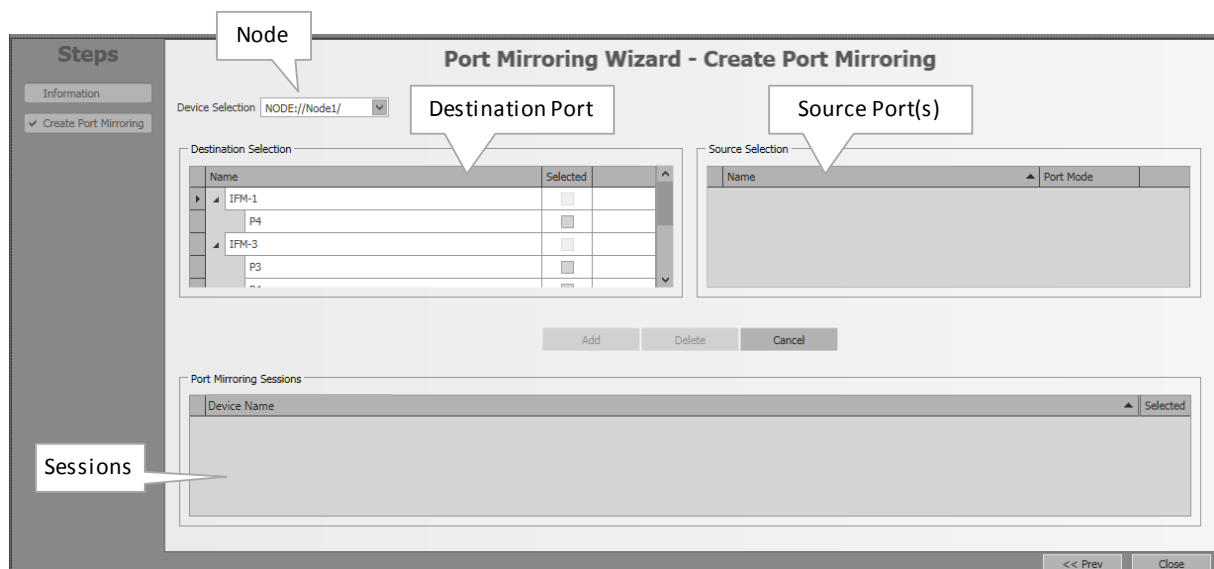 Node
Steps
Port Mirroring Wizard - Create Port Mirroring
Information
✔ Create Port Mirroring
Device Selection NODE://Node1/
Destination Port
Source Port(s)
Destination Selection
Name Selected
IFM-1
P4
IFM-3
P3
Source Selection
Name Port Mode
Add Delete Cancel
Port Mirroring Sessions
Device Name Selected
Sessions
<< Prev Close